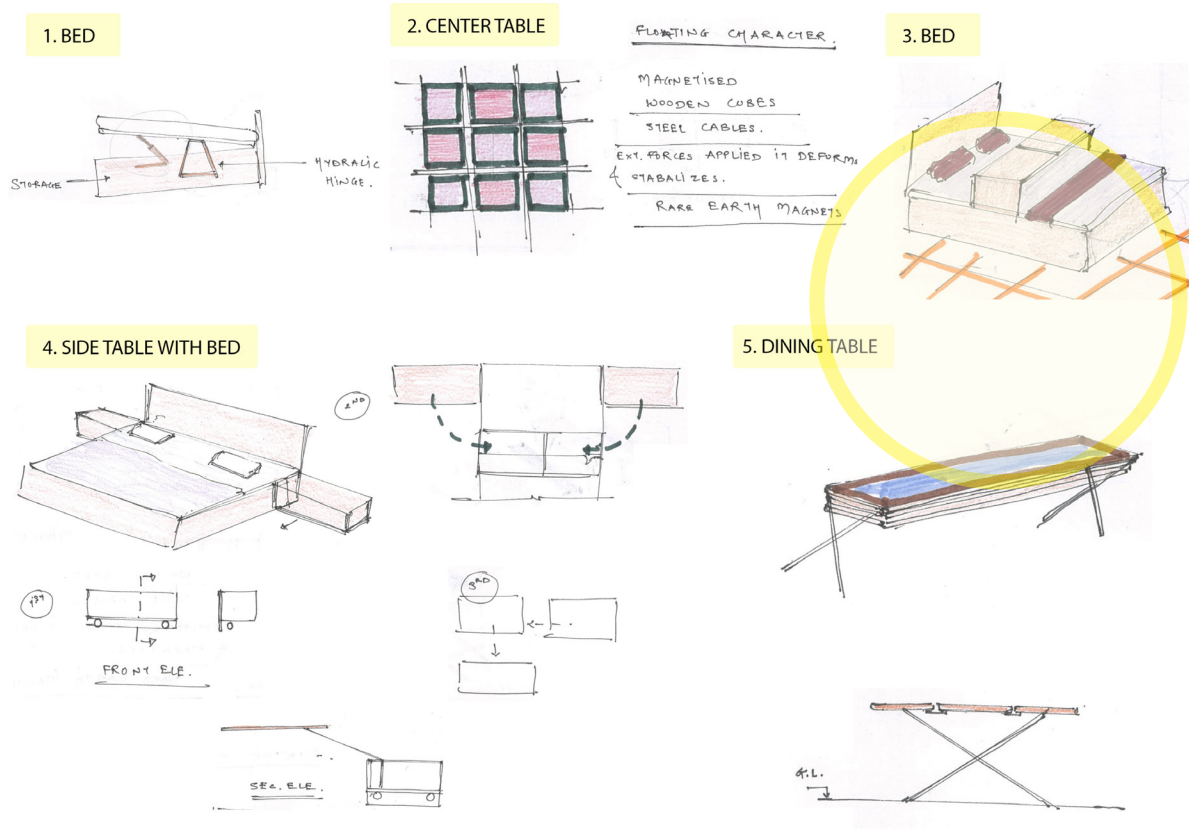 1. BED
STORAGE
HYDRALIC
HINGE.
2. CENTER TABLE
FLOATING CHARACTER.
MAGNETISED
WOODEN CUBES
STEEL CABLES.
EXT. FORCES APPLIED IT DEFORMS
& STABALIZES.
RARE EARTH MAGNETS
3. BED
4. SIDE TABLE WITH BED
2ND
1ST
FRONT ELE.
3RD
SEC. ELE.
5. DINING TABLE
G.L.